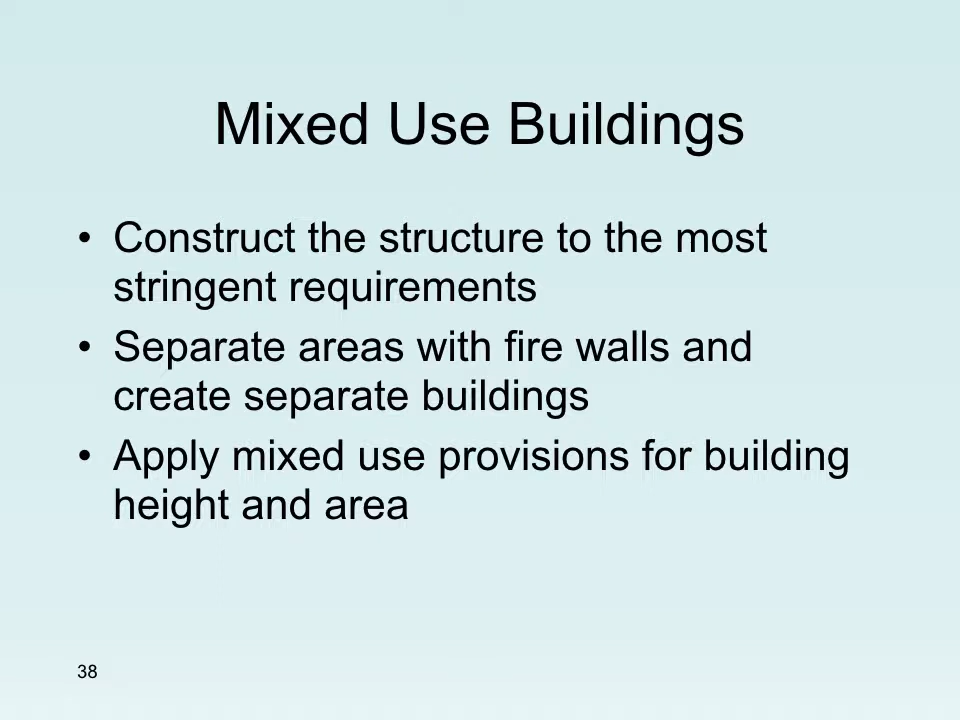 Mixed Use Buildings
• Construct the structure to the most
stringent requirements
• Separate areas with fire walls and
create separate buildings
• Apply mixed use provisions for building
height and area
38